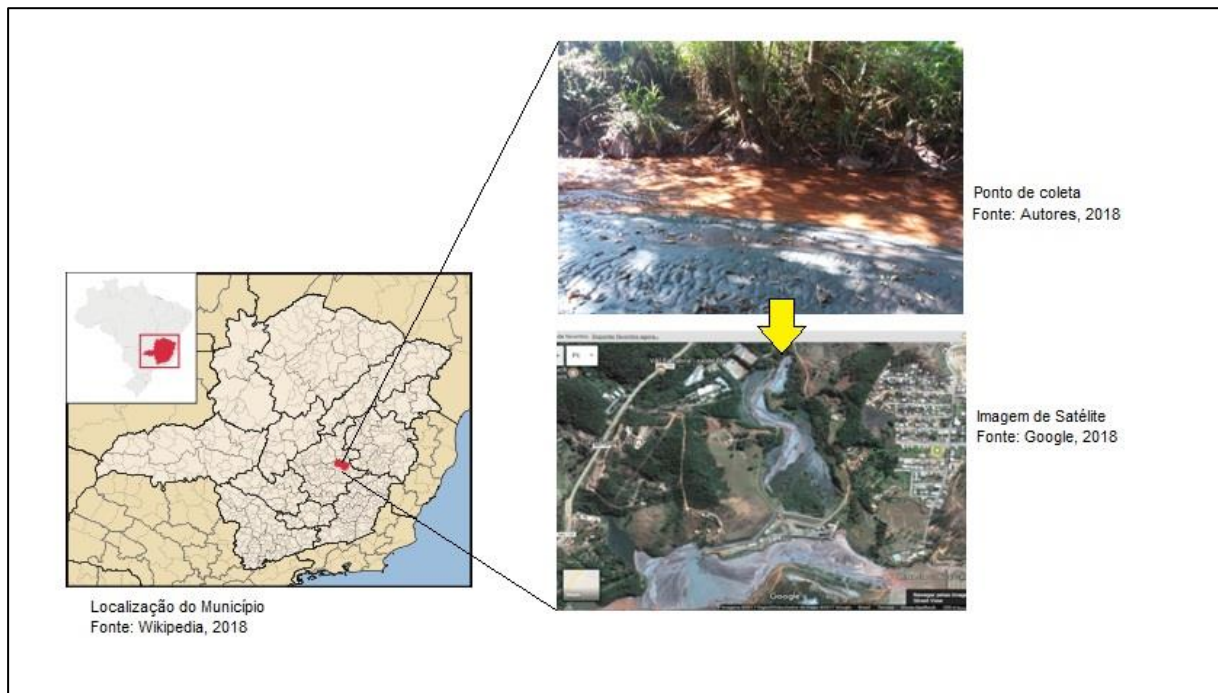 Ponto de coleta
Fonte: Autores, 2018
Imagem de Satélite
Fonte: Google, 2018
Google
Localização do Município
Fonte: Wikipedia, 2018